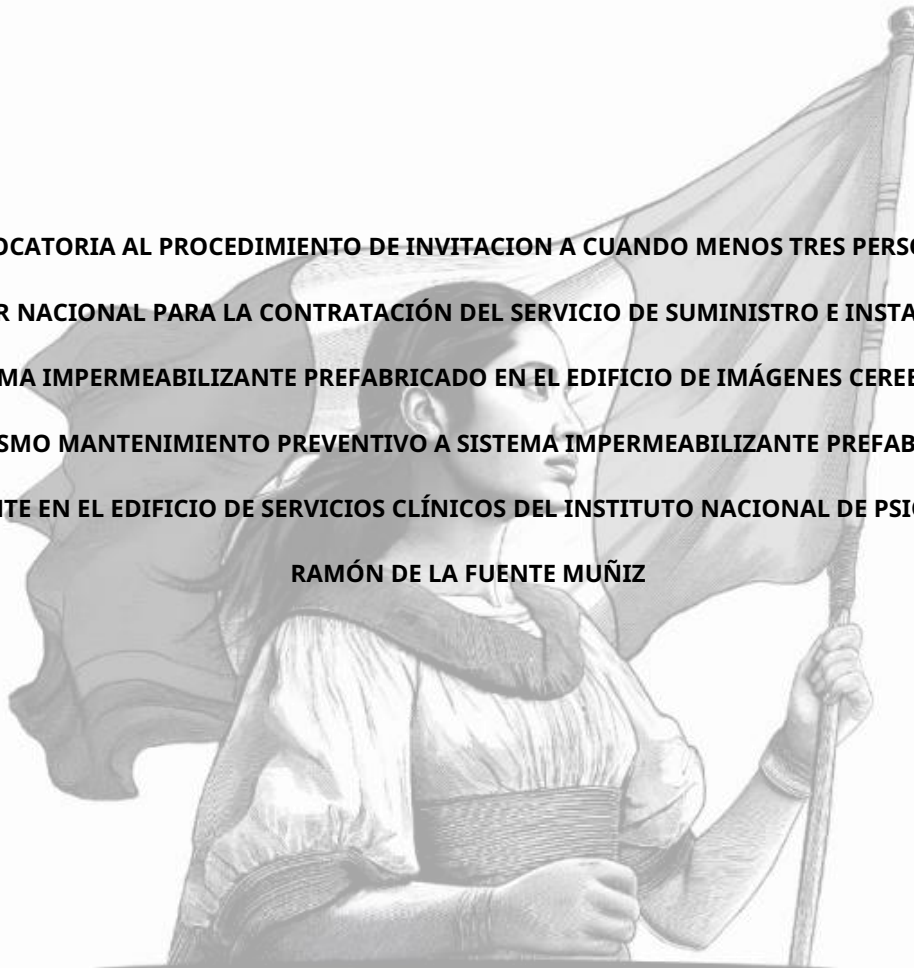 OCATORIA AL PROCEDIMIENTO DE INVITACION A CUANDO MENOS TRES PERSO
R NACIONAL PARA LA CONTRATACIÓN DEL SERVICIO DE SUMINISTRO E INSTA
MA IMPERMEABILIZANTE PREFABRICADO EN EL EDIFICIO DE IMÁGENES CEREB
SMO MANTENIMIENTO PREVENTIVO A SISTEMA IMPERMEABILIZANTE PREFAB
TE EN EL EDIFICIO DE SERVICIOS CLÍNICOS DEL INSTITUTO NACIONAL DE PSI
RAMÓN DE LA FUENTE MUÑIZ